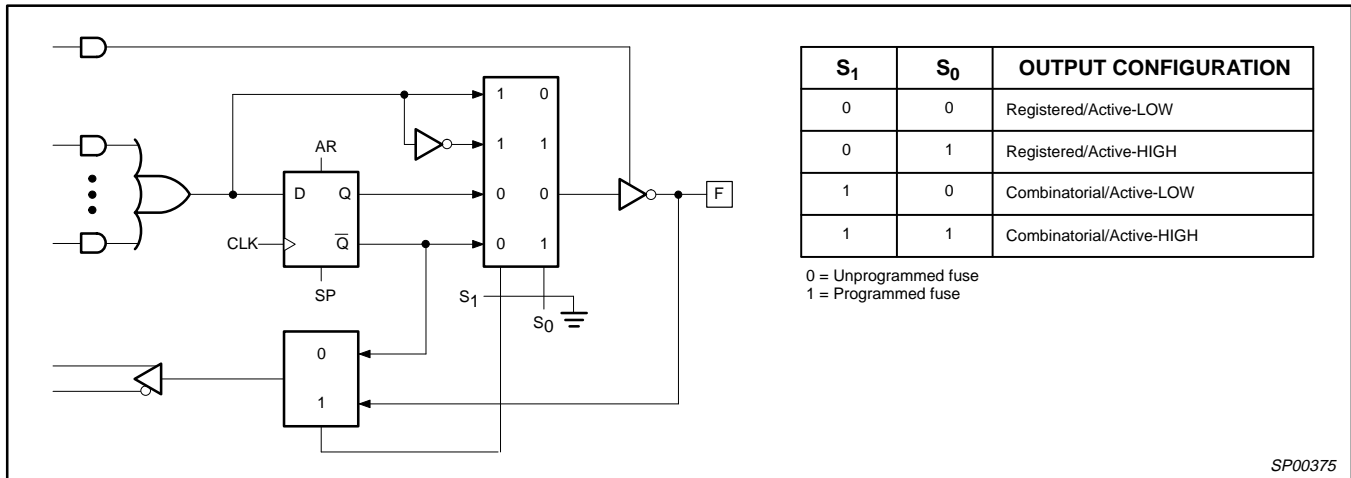 AR
D Q
CLK Q̅
SP
1 0
1 1
0 0
0 1
F
S1
S0
0
1
S1 S0 OUTPUT CONFIGURATION
0 0 Registered/Active-LOW
0 1 Registered/Active-HIGH
1 0 Combinatorial/Active-LOW
1 1 Combinatorial/Active-HIGH
0 = Unprogrammed fuse
1 = Programmed fuse
SP00375